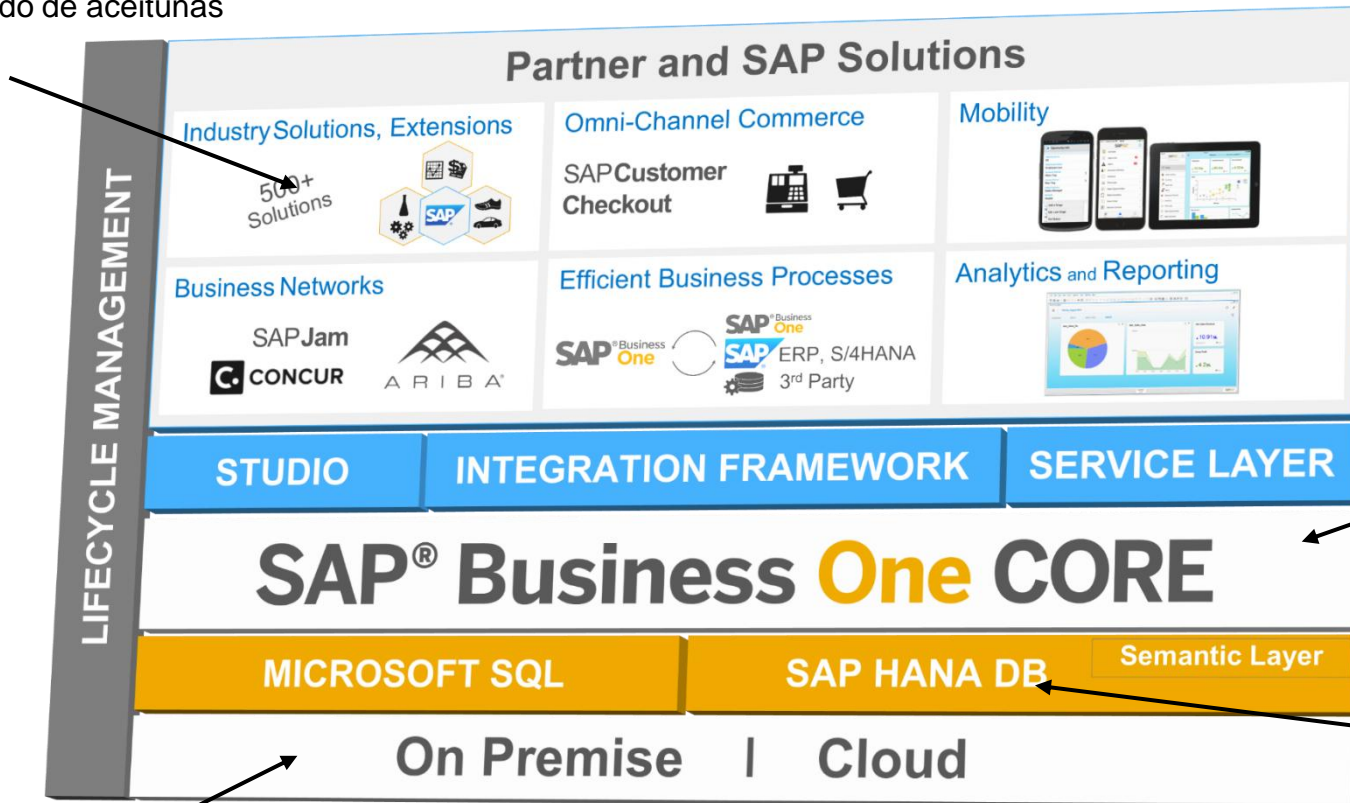 do de aceitunas
Partner and SAP Solutions
Industry Solutions, Extensions
500+
Solutions
SAP
Omni-Channel Commerce
SAP Customer
Checkout
Mobility
Business Networks
SAP Jam
C. CONCUR
ARIBA
Efficient Business Processes
SAP® Business One
SAP® Business One
SAP ERP, S/4HANA
3rd Party
Analytics and Reporting
LIFECYCLE MANAGEMENT
STUDIO
INTEGRATION FRAMEWORK
SERVICE LAYER
SAP® Business One CORE
MICROSOFT SQL
SAP HANA DB
Semantic Layer
On Premise | Cloud